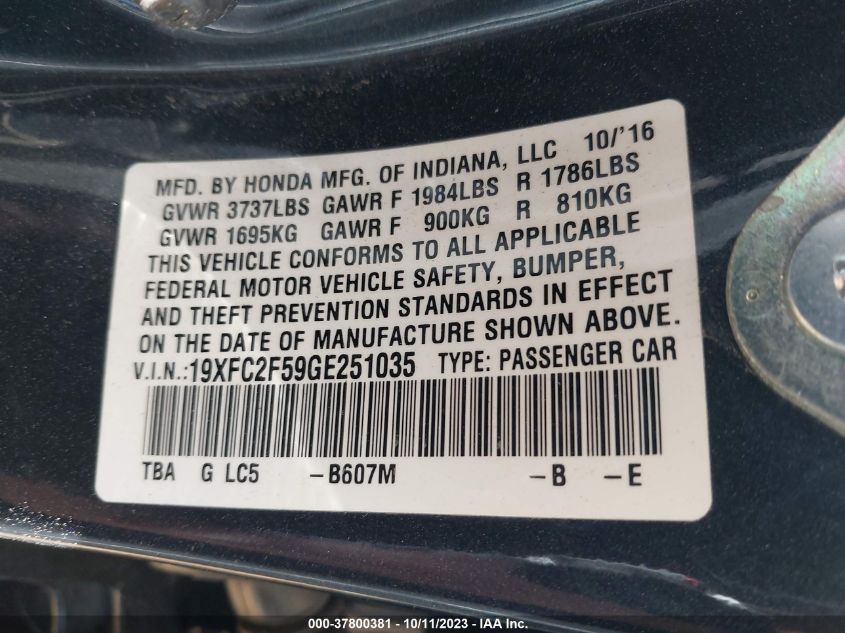 MFD. BY HONDA MFG. OF INDIANA, LLC 10/'16
GVWR 3737LBS GAWR F 1984LBS R 1786LBS
GVWR 1695KG GAWR F 900KG R 810KG
THIS VEHICLE CONFORMS TO ALL APPLICABLE
FEDERAL MOTOR VEHICLE SAFETY, BUMPER,
AND THEFT PREVENTION STANDARDS IN EFFECT
ON THE DATE OF MANUFACTURE SHOWN ABOVE.
V.I.N.:19XFC2F59GE251035 TYPE: PASSENGER CAR
TBA G LC5 -B607M -B -E
000-37800381 - 10/11/2023 - IAA Inc.